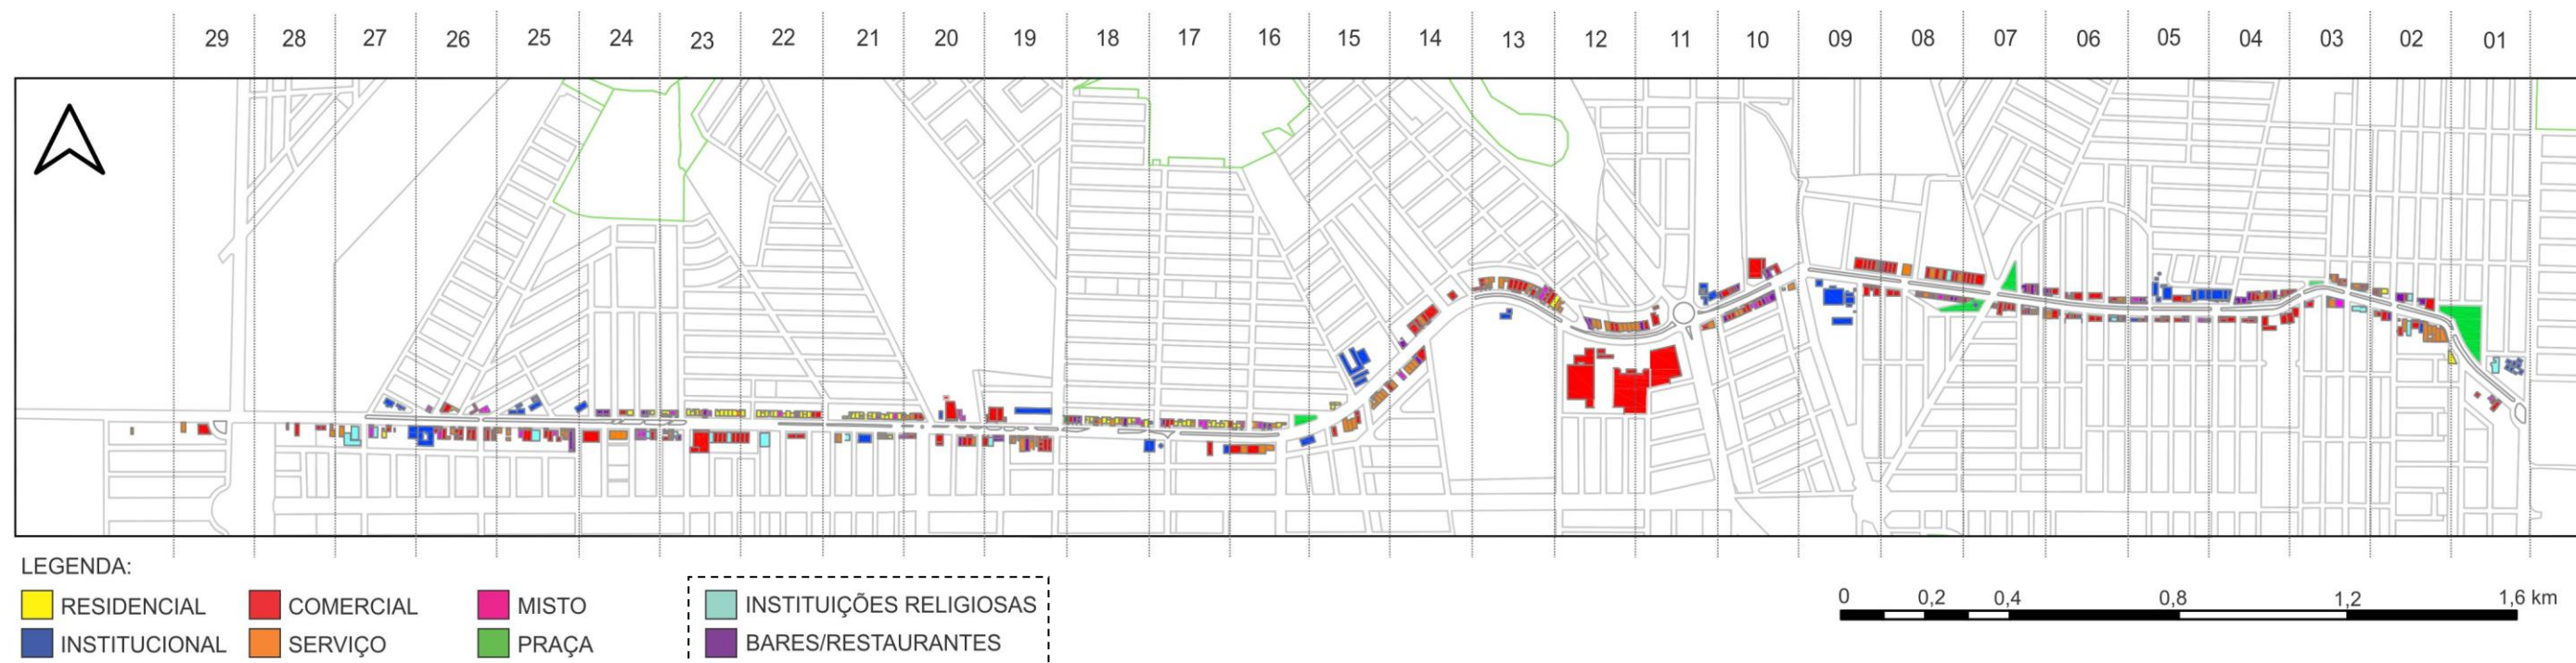 29 28 27 26 25 24 23 22 21 20 19 18 17 16 15 14 13 12 11 10 09 08 07 06 05 04 03 02 01
LEGENDA:
RESIDENCIAL COMERCIAL MISTO INSTITUIÇÕES RELIGIOSAS
INSTITUCIONAL SERVIÇO PRAÇA BARES/RESTAURANTES
0 0,2 0,4 0,8 1,2 1,6 km